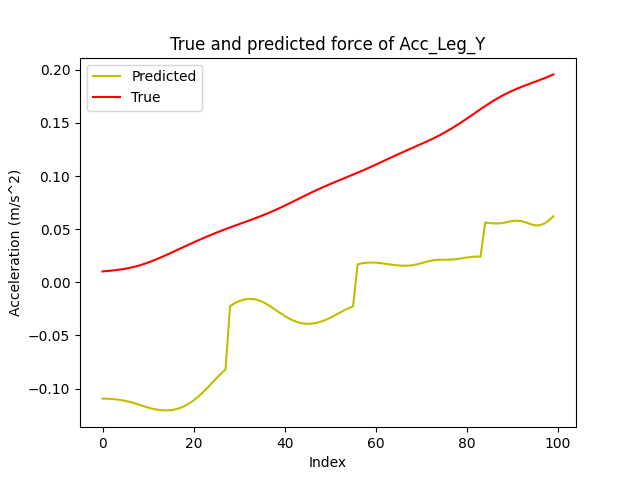 True and predicted force of Acc_Leg_Y
Predicted
True
0.20
0.15
0.10
0.05
0.00
−0.05
−0.10
Acceleration (m/s^2)
0 20 40 60 80 100
Index